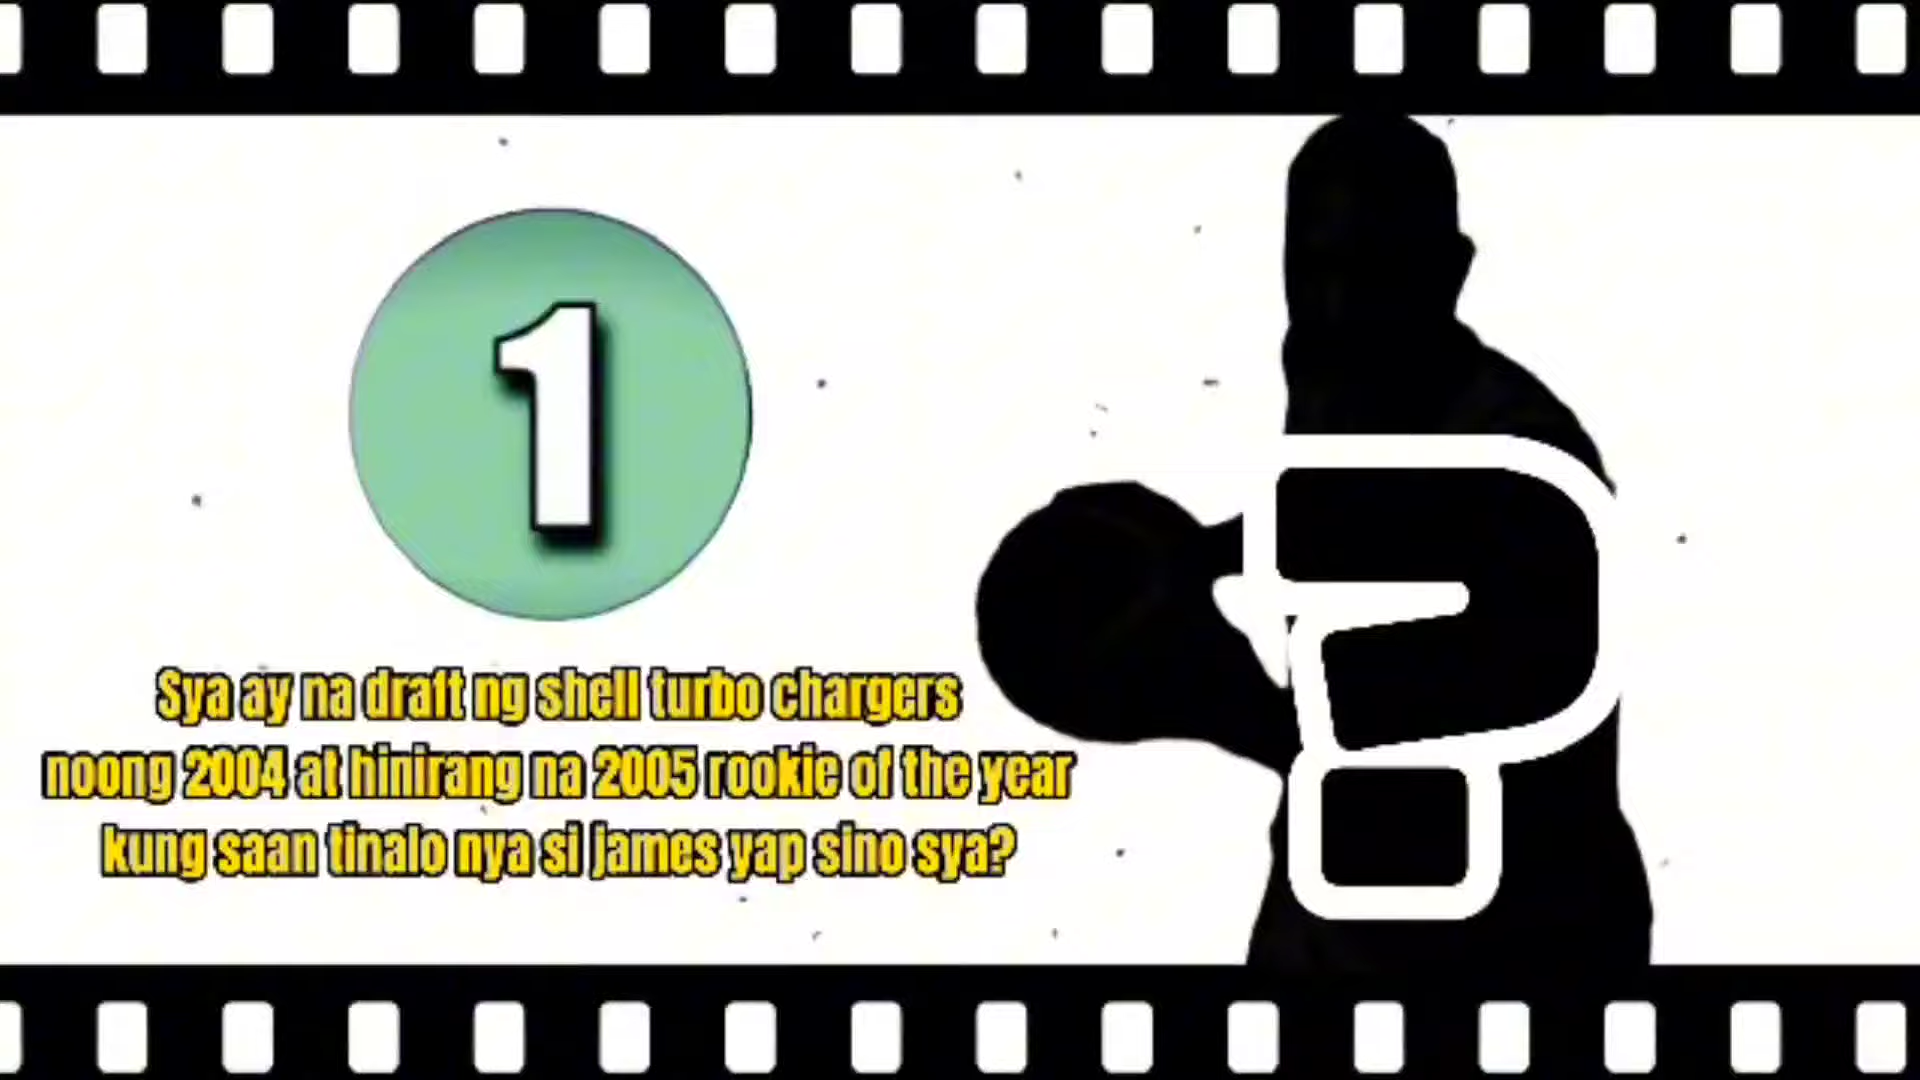 1
Sya ay na draft ng shell turbo chargers
noong 2004 at hinirang na 2005 rookie of the year
kung saan tinalo nya si james yap sino sya?
?